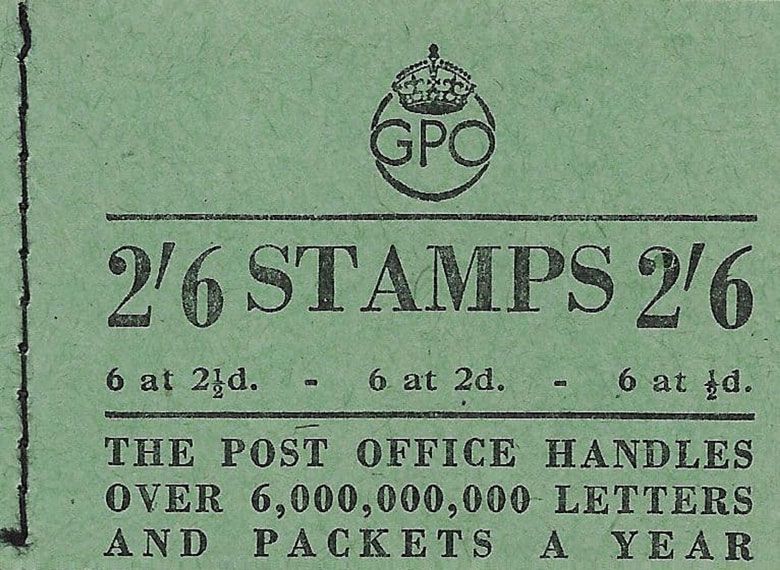 GPO
2'6 STAMPS 2'6
6 at 2½d. - 6 at 2d. - 6 at ½d.
THE POST OFFICE HANDLES
OVER 6,000,000,000 LETTERS
AND PACKETS A YEAR